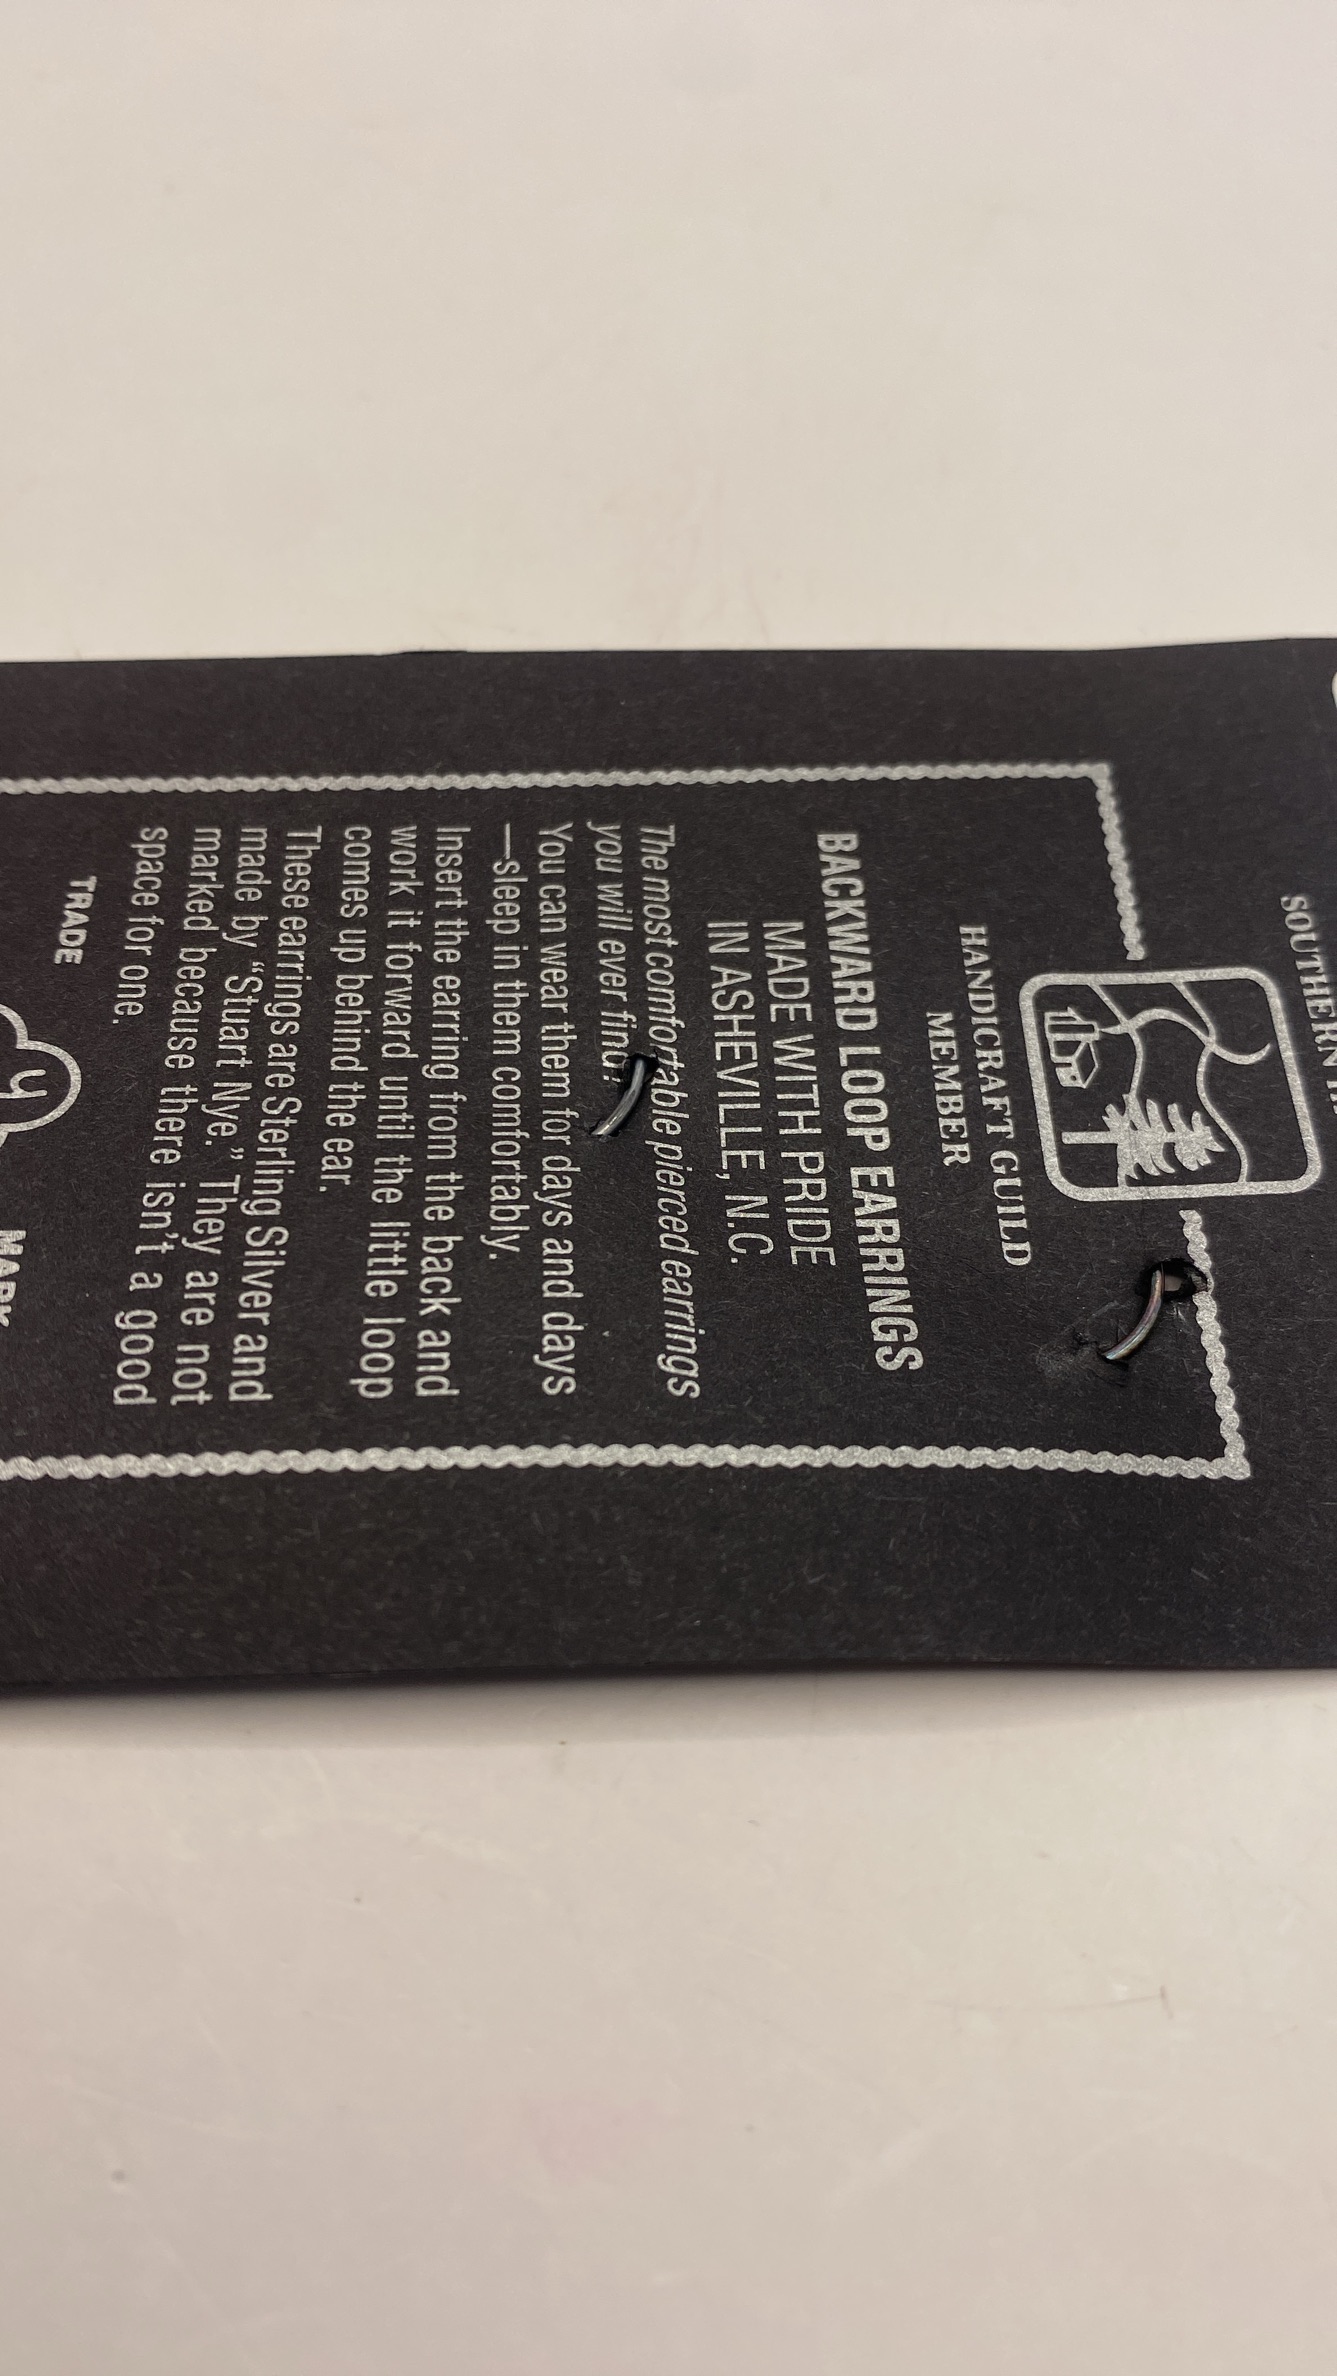 SOUTHERN
HANDICRAFT GUILD
MEMBER
BACKWARD LOOP EARRINGS
MADE WITH PRIDE
IN ASHEVILLE, N.C.
The most comfortable pierced earrings
you will ever find!
You can wear them for days and days
—sleep in them comfortably.
Insert the earring from the back and
work it forward until the little loop
comes up behind the ear.
These earrings are Sterling Silver and
made by "Stuart Nye." They are not
marked because there isn't a good
space for one.
TRADE MARK